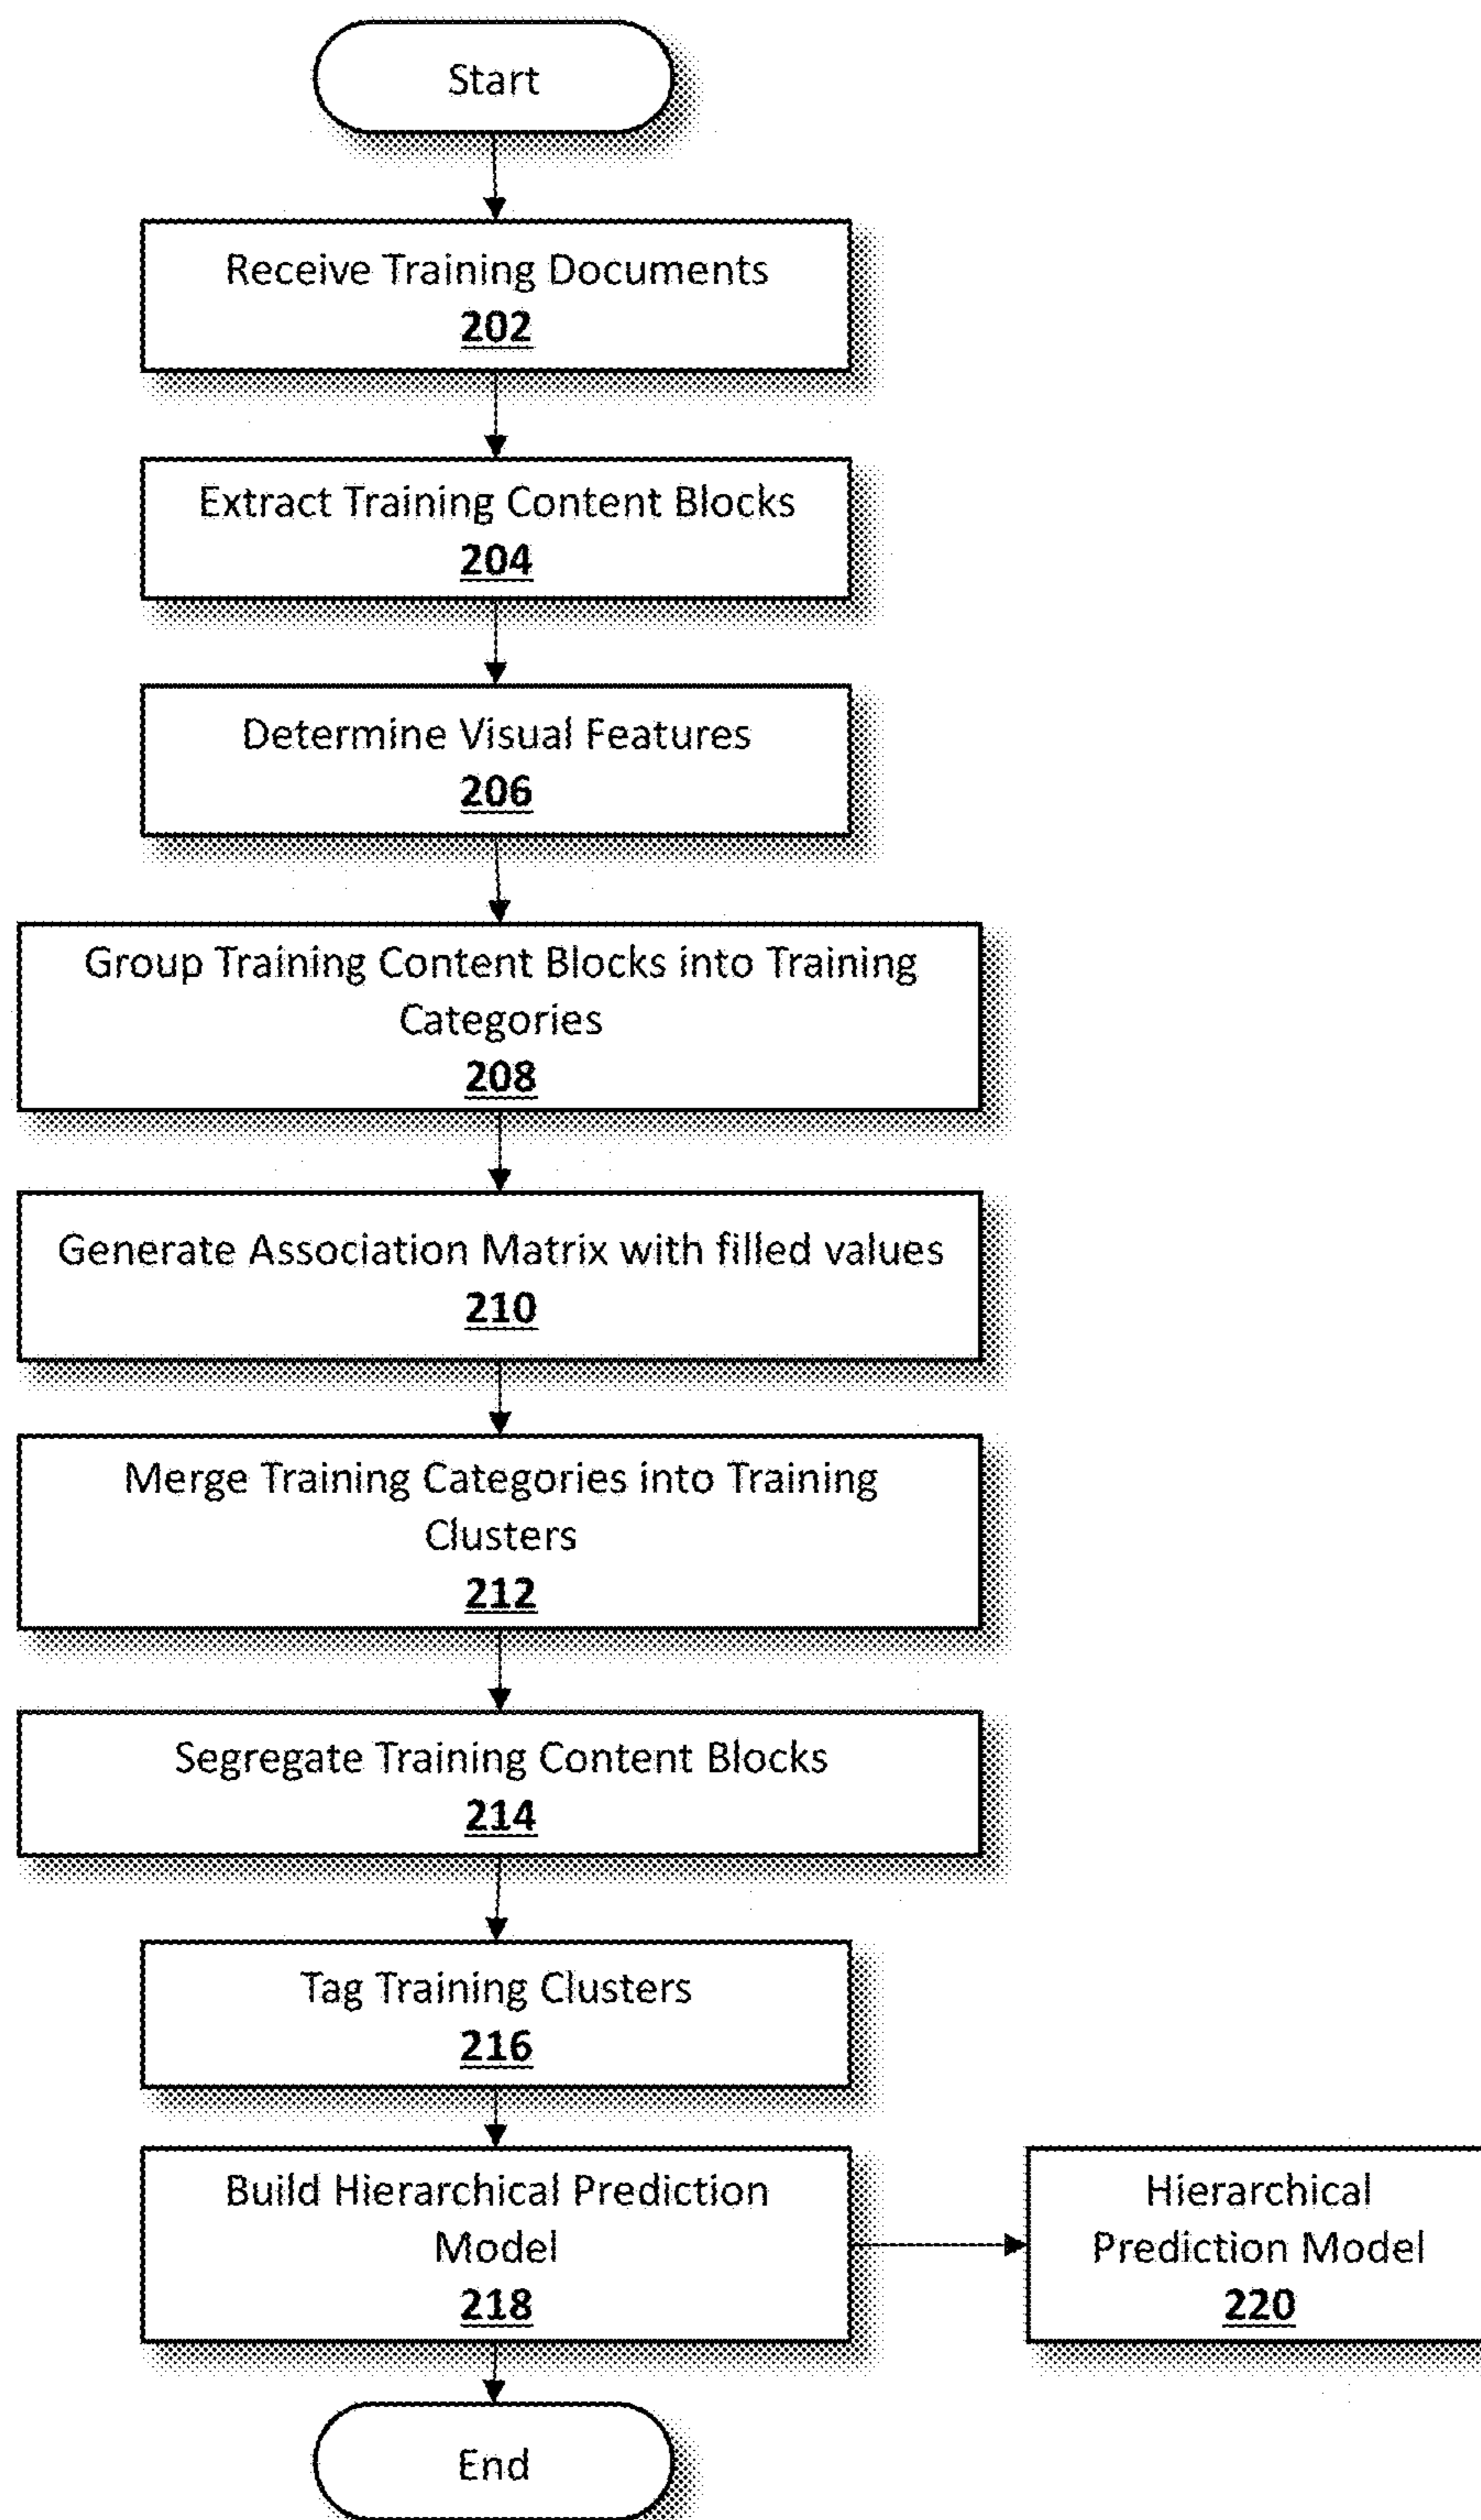 Start
Receive Training Documents
202
Extract Training Content Blocks
204
Determine Visual Features
206
Group Training Content Blocks into Training
Categories
208
Generate Association Matrix with filled values
210
Merge Training Categories into Training
Clusters
212
Segregate Training Content Blocks
214
Tag Training Clusters
216
Build Hierarchical Prediction
Model
218
Hierarchical
Prediction Model
220
End